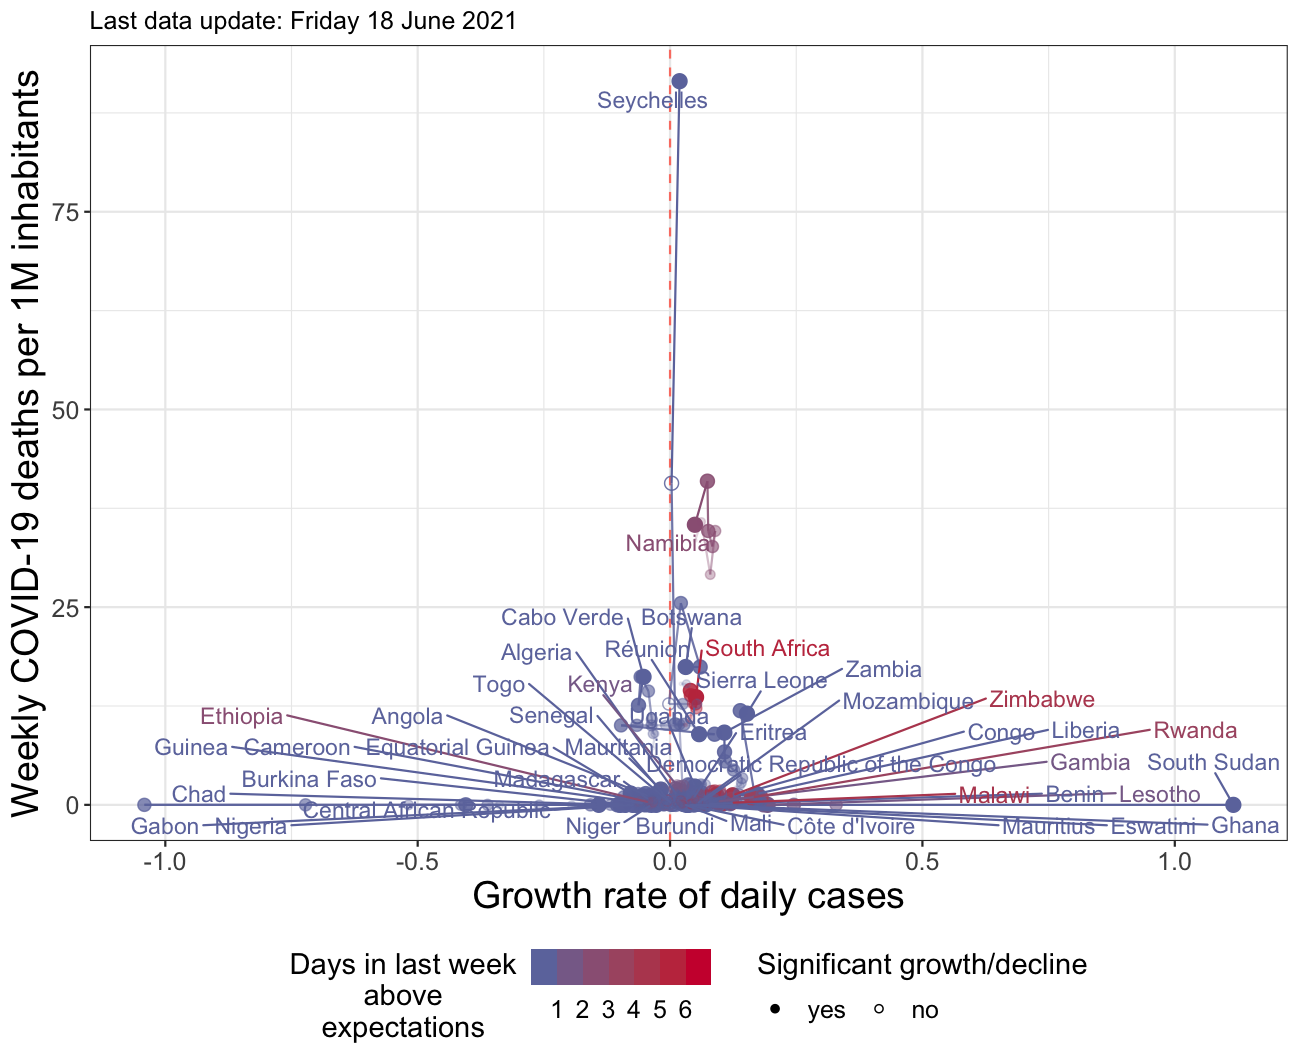 Last data update: Friday 18 June 2021
Weekly COVID-19 deaths per 1M inhabitants
75
50
25
0
Seychelles
Namibia
Cabo Verde
Botswana
Algeria
Réunion
South Africa
Togo
Kenya
Sierra Leone
Zambia
Ethiopia
Angola
Senegal
Uganda
Mozambique
Zimbabwe
Guinea
Cameroon
Equatorial Guinea
Mauritania
Eritrea
Congo
Liberia
Rwanda
Burkina Faso
Madagascar
Democratic Republic of the Congo
Gambia
South Sudan
Chad
Central African Republic
Malawi
Benin
Lesotho
Gabon
Nigeria
Niger
Burundi
Mali
Côte d'Ivoire
Mauritius
Eswatini
Ghana
-1.0
-0.5
0.0
0.5
1.0
Growth rate of daily cases
Days in last week
above
expectations
1 2 3 4 5 6
Significant growth/decline
yes
no